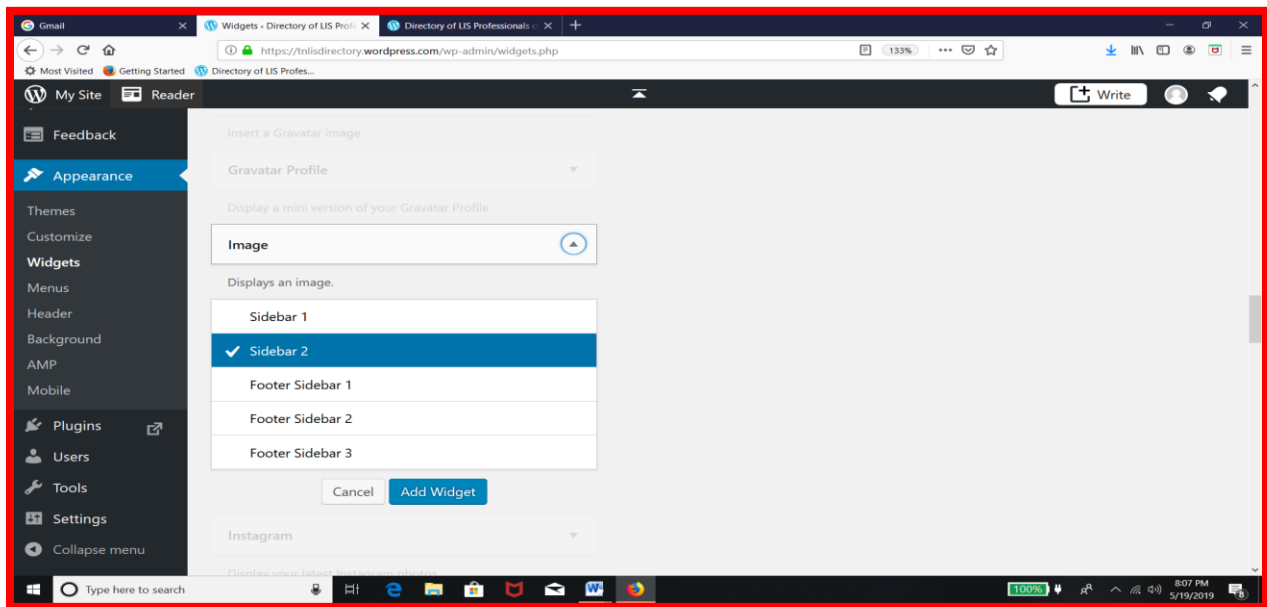 Gmail
Widgets ‹ Directory of LIS Prof
Directory of LIS Professionals o
https://tnlisdirectory.wordpress.com/wp-admin/widgets.php
133%
Most Visited
Getting Started
Directory of LIS Profes...
My Site
Reader
Write
Feedback
Appearance
Themes
Customize
Widgets
Menus
Header
Background
AMP
Mobile
Plugins
Users
Tools
Settings
Collapse menu
Insert a Gravatar image
Gravatar Profile
Display a mini version of your Gravatar Profile
Image
Displays an image.
Sidebar 1
Sidebar 2
Footer Sidebar 1
Footer Sidebar 2
Footer Sidebar 3
Cancel
Add Widget
Instagram
Display your latest Instagram photos
Type here to search
100%
8:07 PM
5/19/2019
8